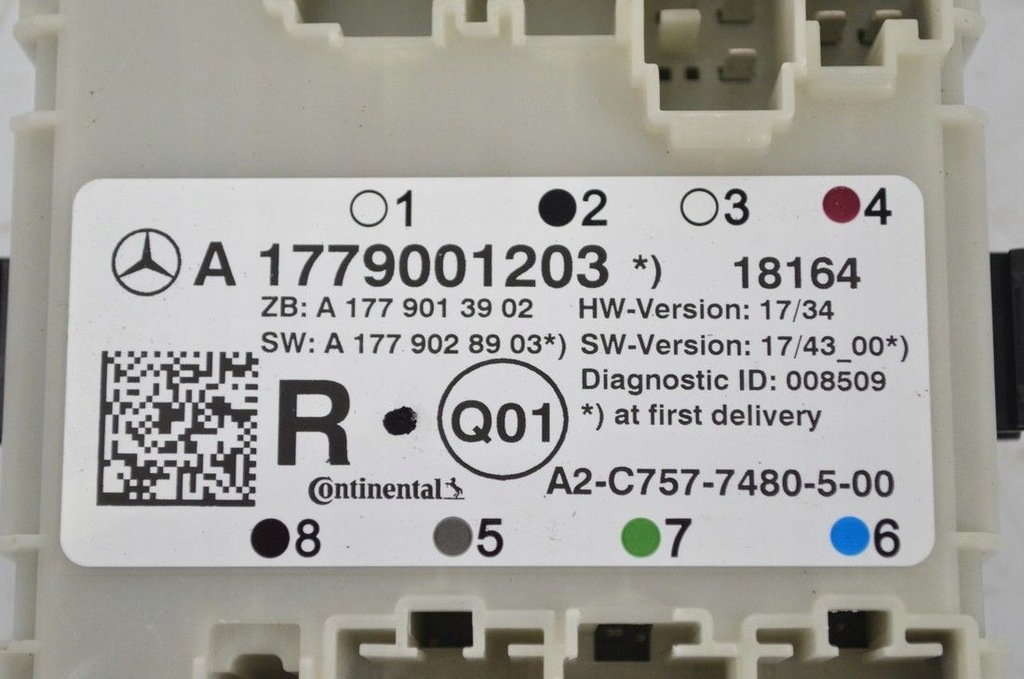 1 2 3 4
A 1779001203 *) 18164
ZB: A 177 901 39 02 HW-Version: 17/34
SW: A 177 902 89 03*) SW-Version: 17/43_00*)
Diagnostic ID: 008509
R Q01 *) at first delivery
Continental A2-C757-7480-5-00
8 5 7 6